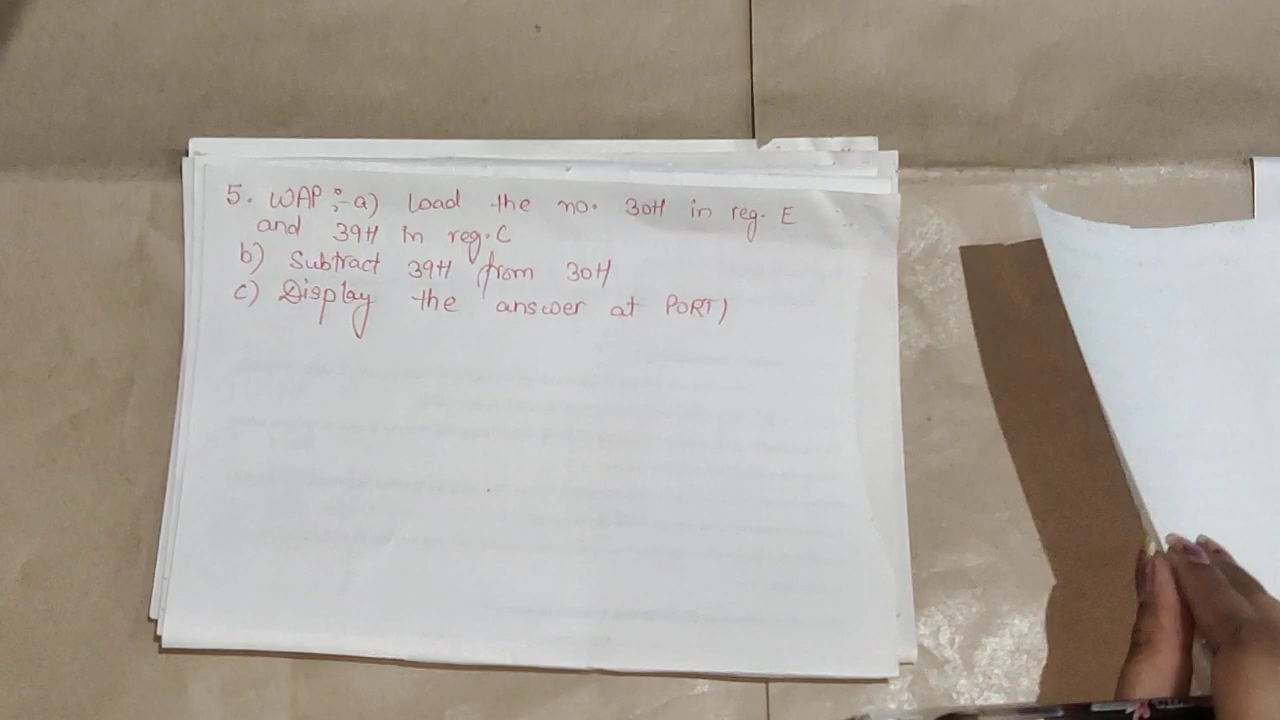 5. WAP :- a) Load the no. 30H in reg. E
and 39H in reg. C
b) Subtract 39H from 30H
c) Display the answer at PORT1